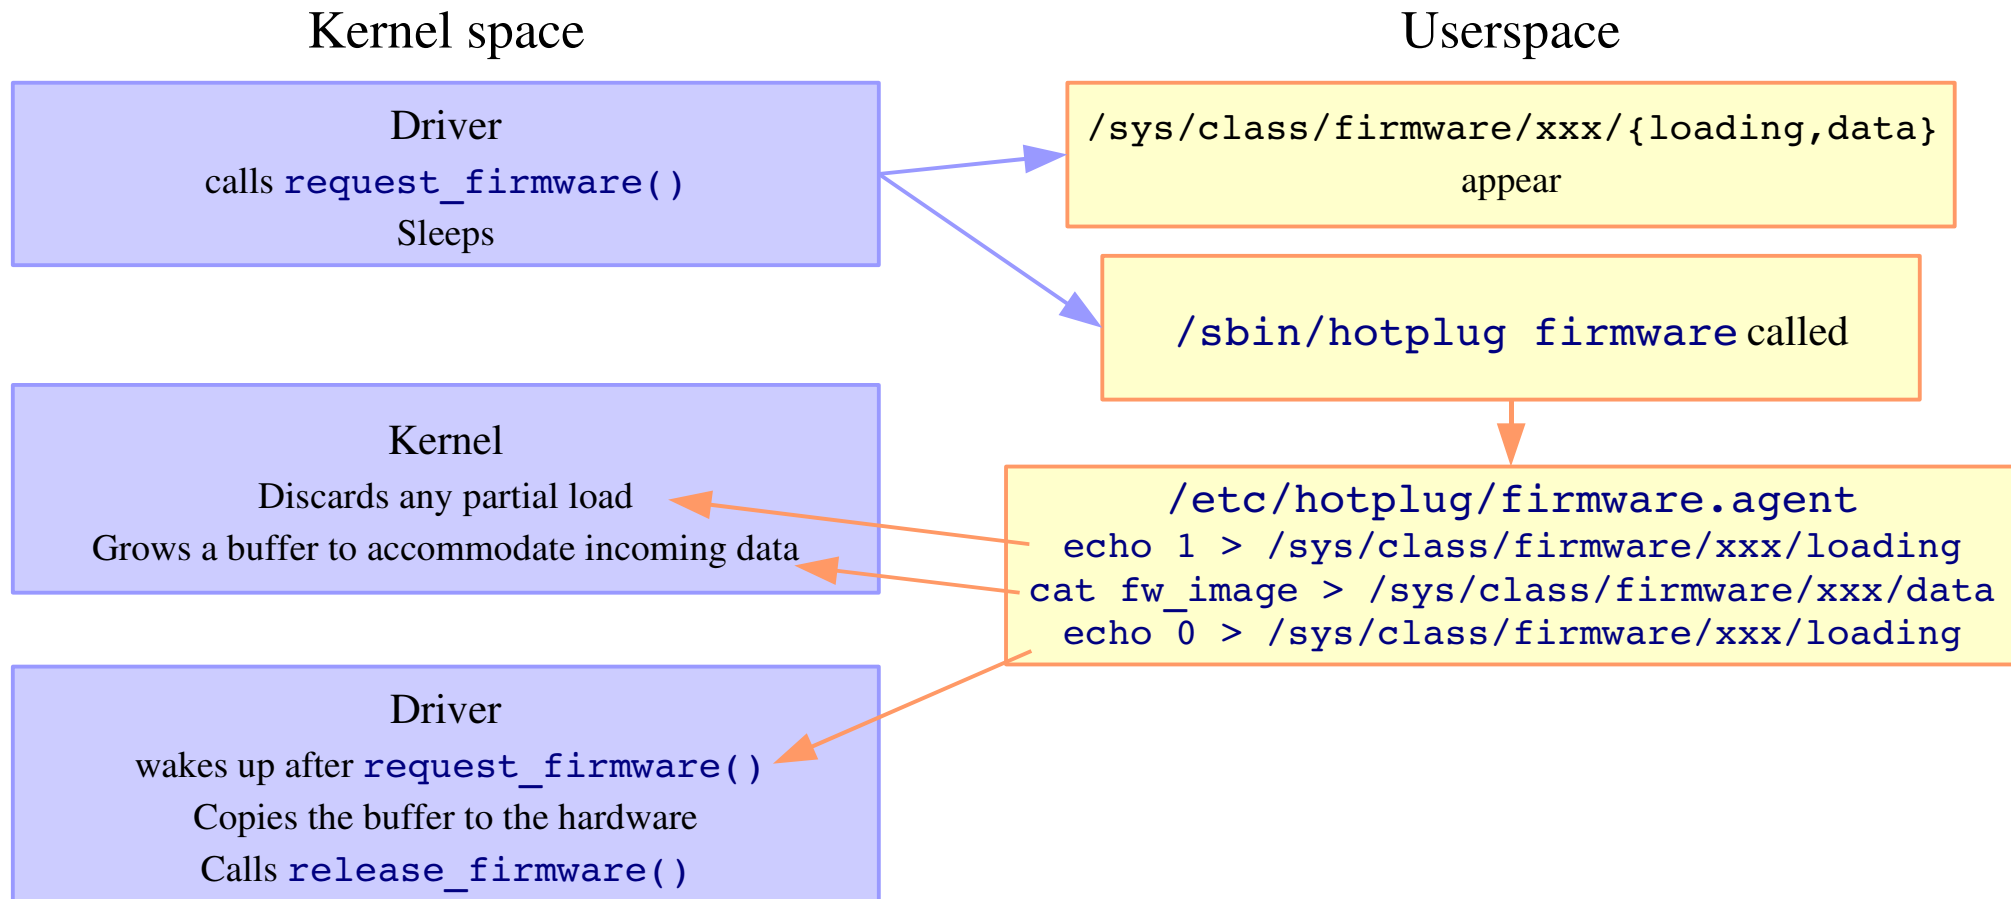 Kernel space
Userspace
Driver
calls request_firmware()
Sleeps
/sys/class/firmware/xxx/{loading,data}
appear
/sbin/hotplug firmware called
Kernel
Discards any partial load
Grows a buffer to accommodate incoming data
/etc/hotplug/firmware.agent
echo 1 > /sys/class/firmware/xxx/loading
cat fw_image > /sys/class/firmware/xxx/data
echo 0 > /sys/class/firmware/xxx/loading
Driver
wakes up after request_firmware()
Copies the buffer to the hardware
Calls release_firmware()